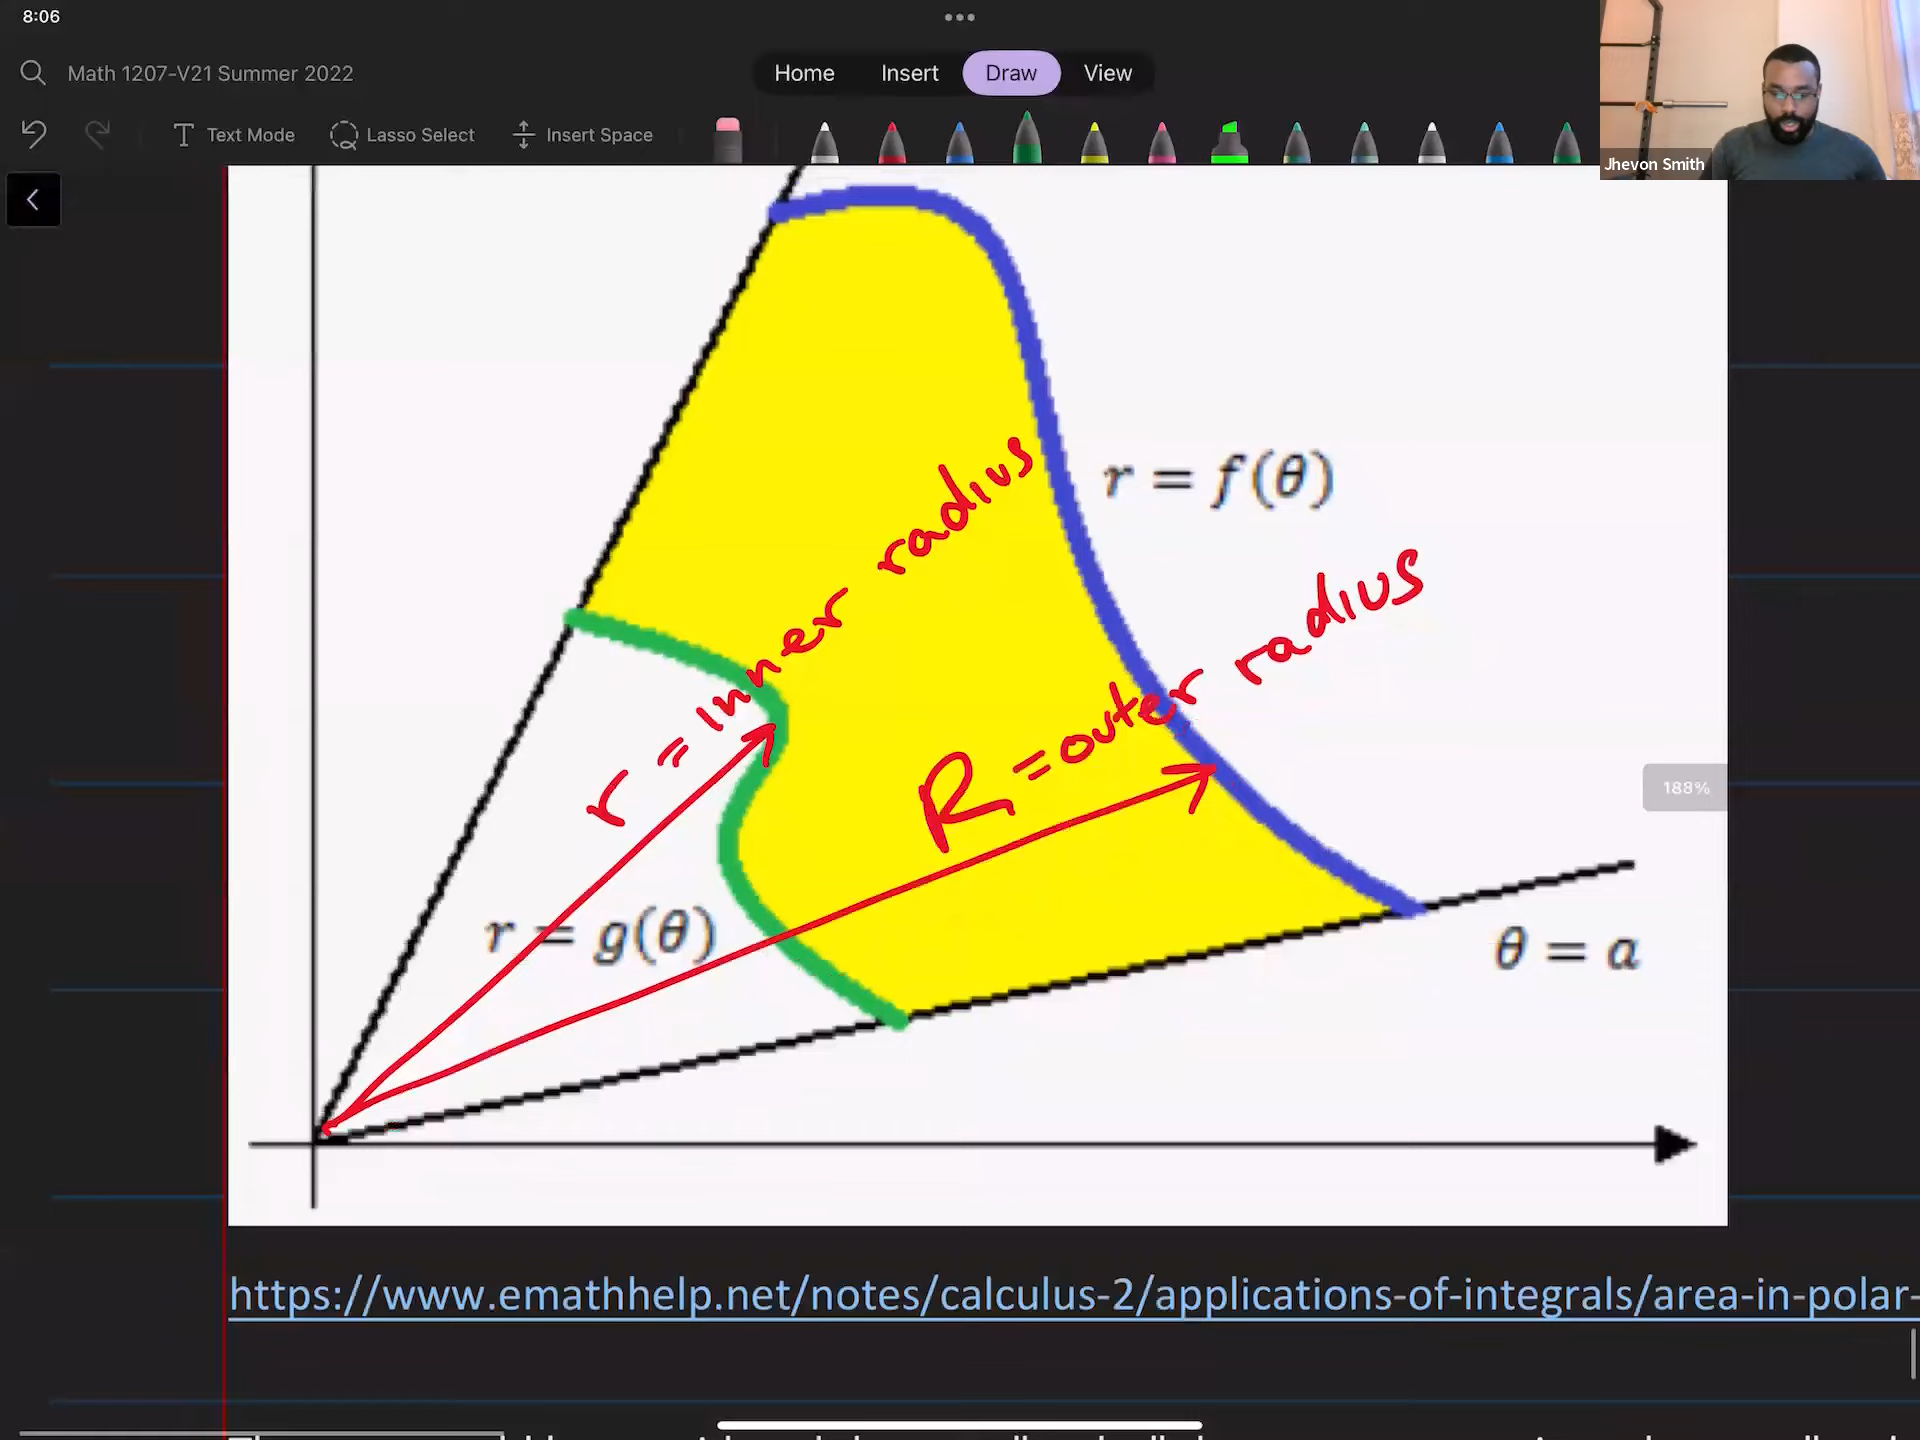 8:06
Math 1207-V21 Summer 2022
Home Insert Draw View
Text Mode Lasso Select Insert Space
Jhevon Smith
r = f(θ)
r = inner radius
R = outer radius
188%
r = g(θ)
θ = a
https://www.emathhelp.net/notes/calculus-2/applications-of-integrals/area-in-polar-